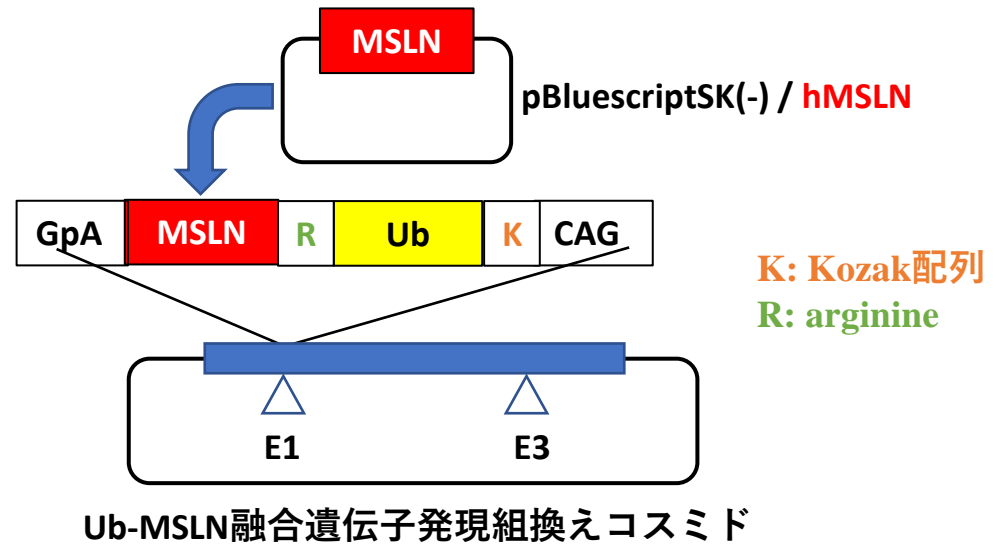 MSLN
pBluescriptSK(-) / hMSLN
GpA MSLN R Ub K CAG
K: Kozak配列
R: arginine
E1 E3
Ub-MSLN融合遺伝子発現組換えコスミド